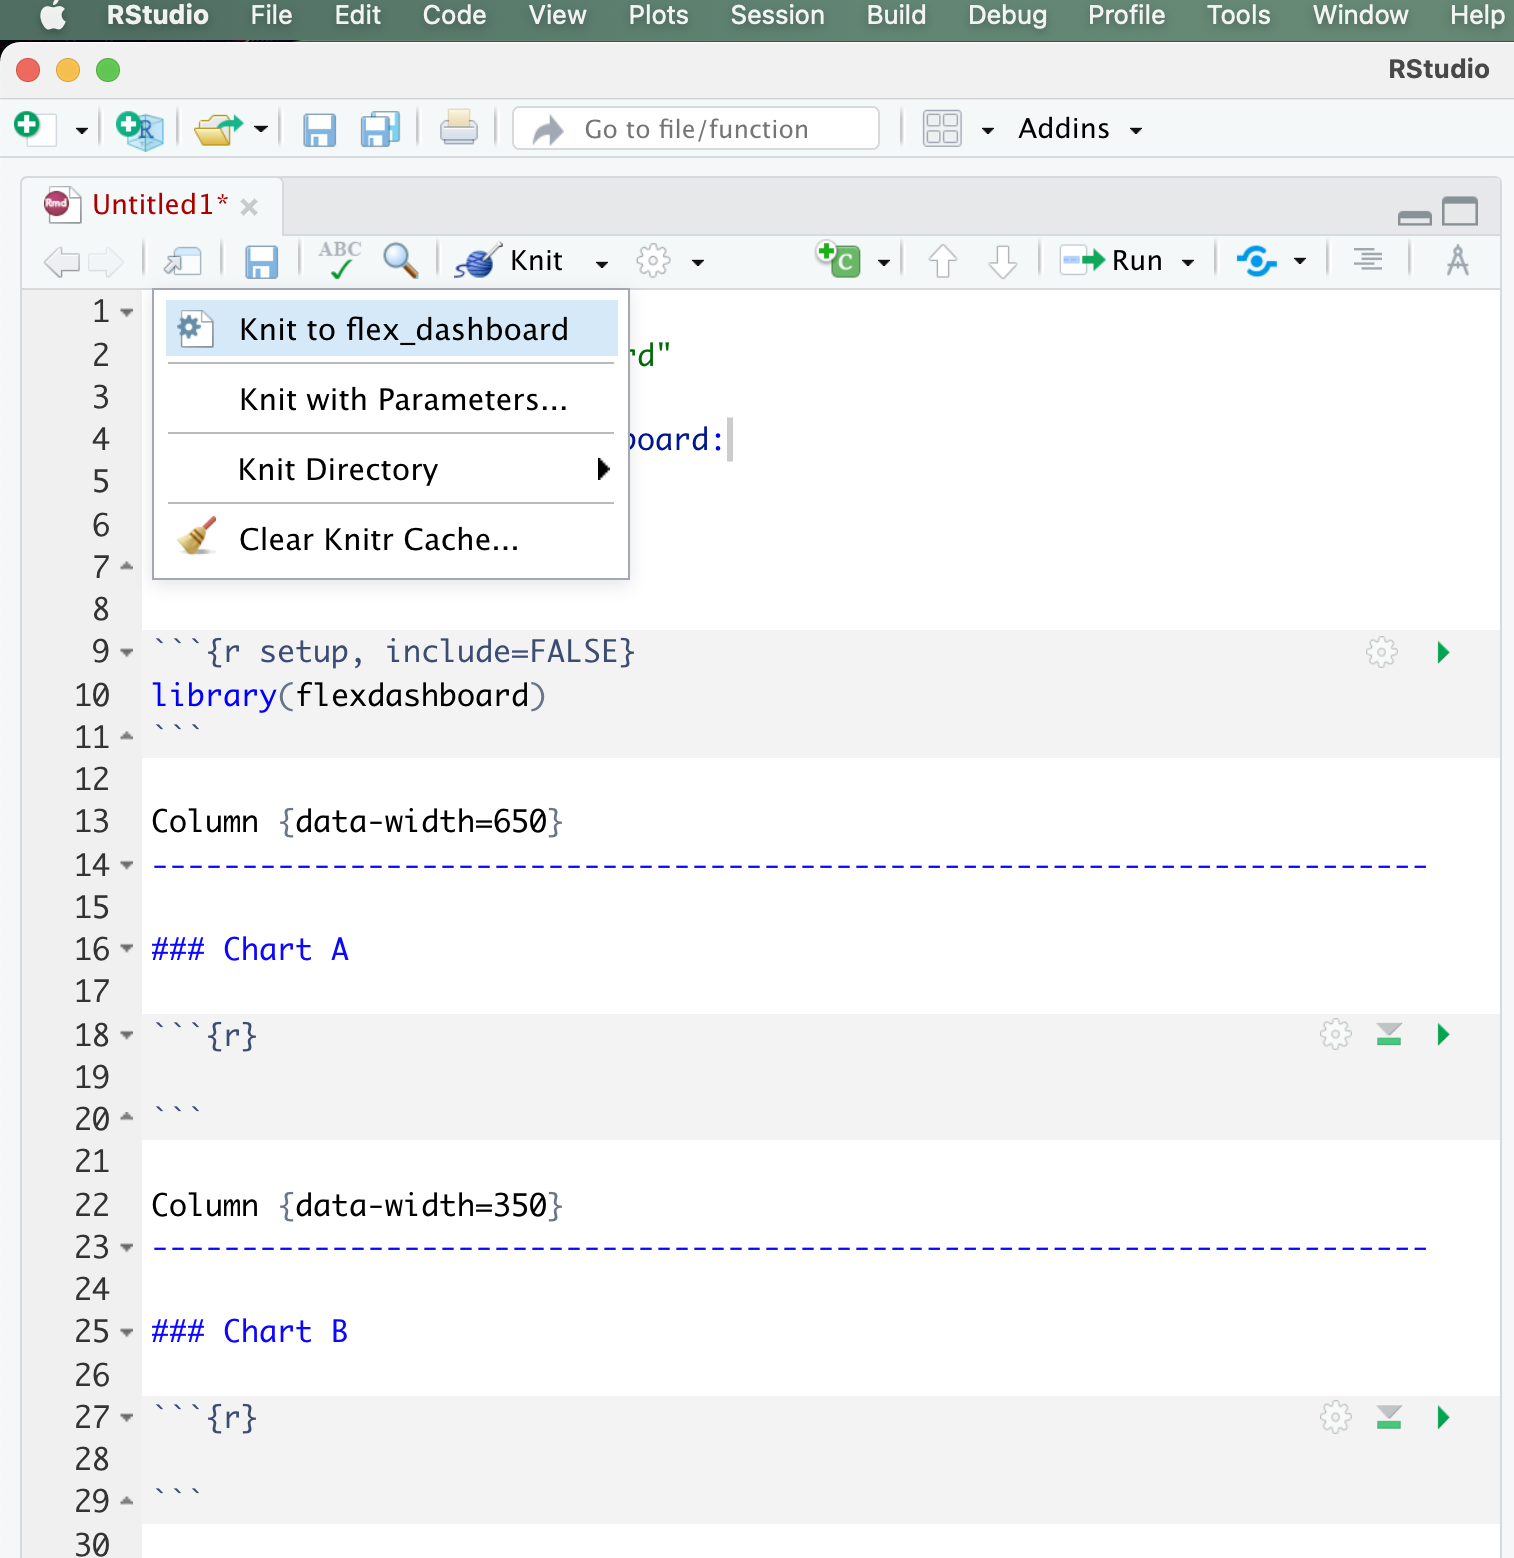 RStudio File Edit Code View Plots Session Build Debug Profile Tools Window Help
RStudio
R Go to file/function Addins
Rmd Untitled1*
ABC Knit C Run
1
Knit to flex_dashboard
2 rd"
3 Knit with Parameters...
4 board:
5 Knit Directory
6 Clear Knitr Cache...
7
8
9 ```{r setup, include=FALSE}
10 library(flexdashboard)
11 ```
12
13 Column {data-width=650}
14 -----------------------------------------------------------------------
15
16 ### Chart A
17
18 ```{r}
19
20 ```
21
22 Column {data-width=350}
23 -----------------------------------------------------------------------
24
25 ### Chart B
26
27 ```{r}
28
29 ```
30